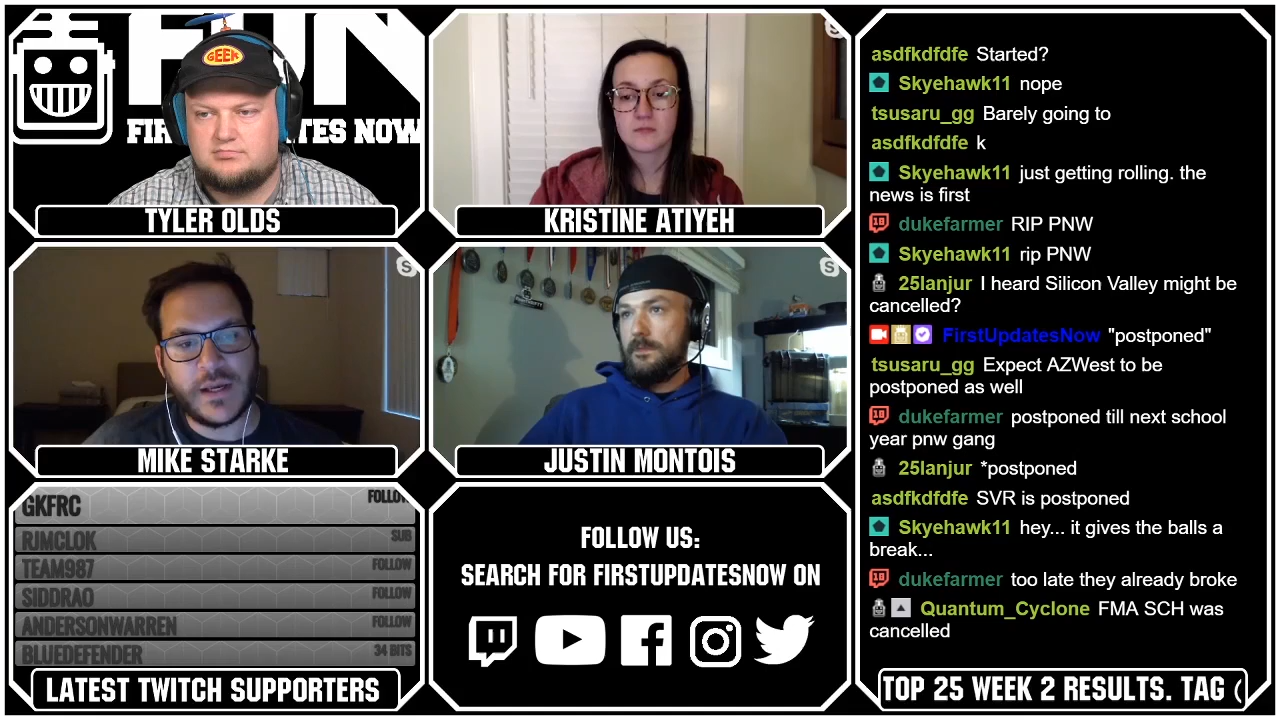 GEEK
TYLER OLDS
KRISTINE ATIYEH
MIKE STARKE
JUSTIN MONTOIS
GKFRC FOLLOW
RJMCLOK SUB
TEAM987 FOLLOW
SIDDRAO FOLLOW
ANDERSONWARREN FOLLOW
BLUEDEFENDER 34 BITS
LATEST TWITCH SUPPORTERS
FOLLOW US:
SEARCH FOR FIRSTUPDATESNOW ON
asdfkdfdfe Started?
Skyehawk11 nope
tsusaru_gg Barely going to
asdfkdfdfe k
Skyehawk11 just getting rolling. the
news is first
dukefarmer RIP PNW
Skyehawk11 rip PNW
25lanjur I heard Silicon Valley might be
cancelled?
FirstUpdatesNow "postponed"
tsusaru_gg Expect AZWest to be
postponed as well
dukefarmer postponed till next school
year pnw gang
25lanjur *postponed
asdfkdfdfe SVR is postponed
Skyehawk11 hey... it gives the balls a
break...
dukefarmer too late they already broke
Quantum_Cyclone FMA SCH was
cancelled
TOP 25 WEEK 2 RESULTS. TAG (